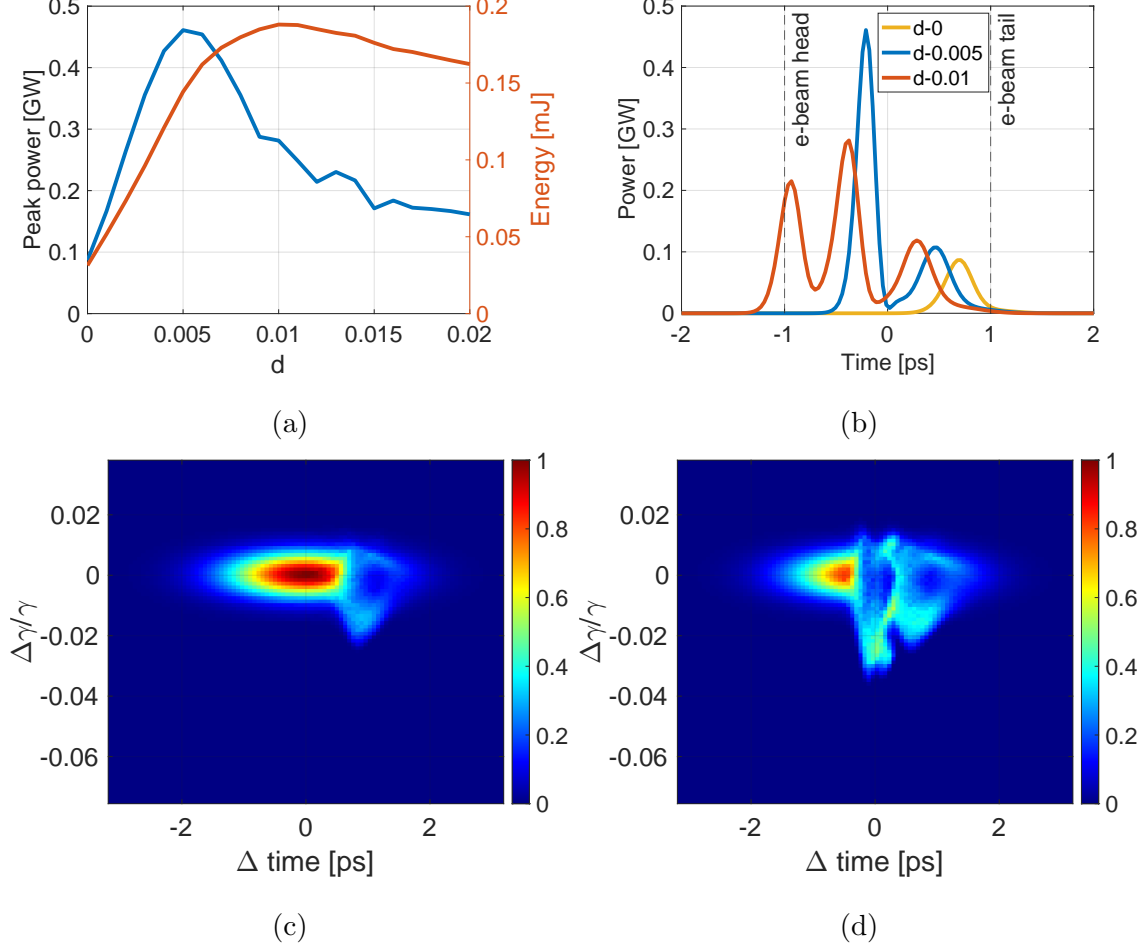 0.5
0.4
0.3
0.2
0.1
0
Peak power [GW]
0.2
0.15
0.1
0.05
0
Energy [mJ]
0 0.005 0.01 0.015 0.02
d
(a)
0.5
0.4
0.3
0.2
0.1
0
Power [GW]
e-beam head
d-0
d-0.005
d-0.01
e-beam tail
-2 -1 0 1 2
Time [ps]
(b)
0.02
0
-0.02
-0.04
-0.06
Δγ/γ
1
0.8
0.6
0.4
0.2
0
-2 0 2
Δ time [ps]
(c)
0.02
0
-0.02
-0.04
-0.06
Δγ/γ
1
0.8
0.6
0.4
0.2
0
-2 0 2
Δ time [ps]
(d)